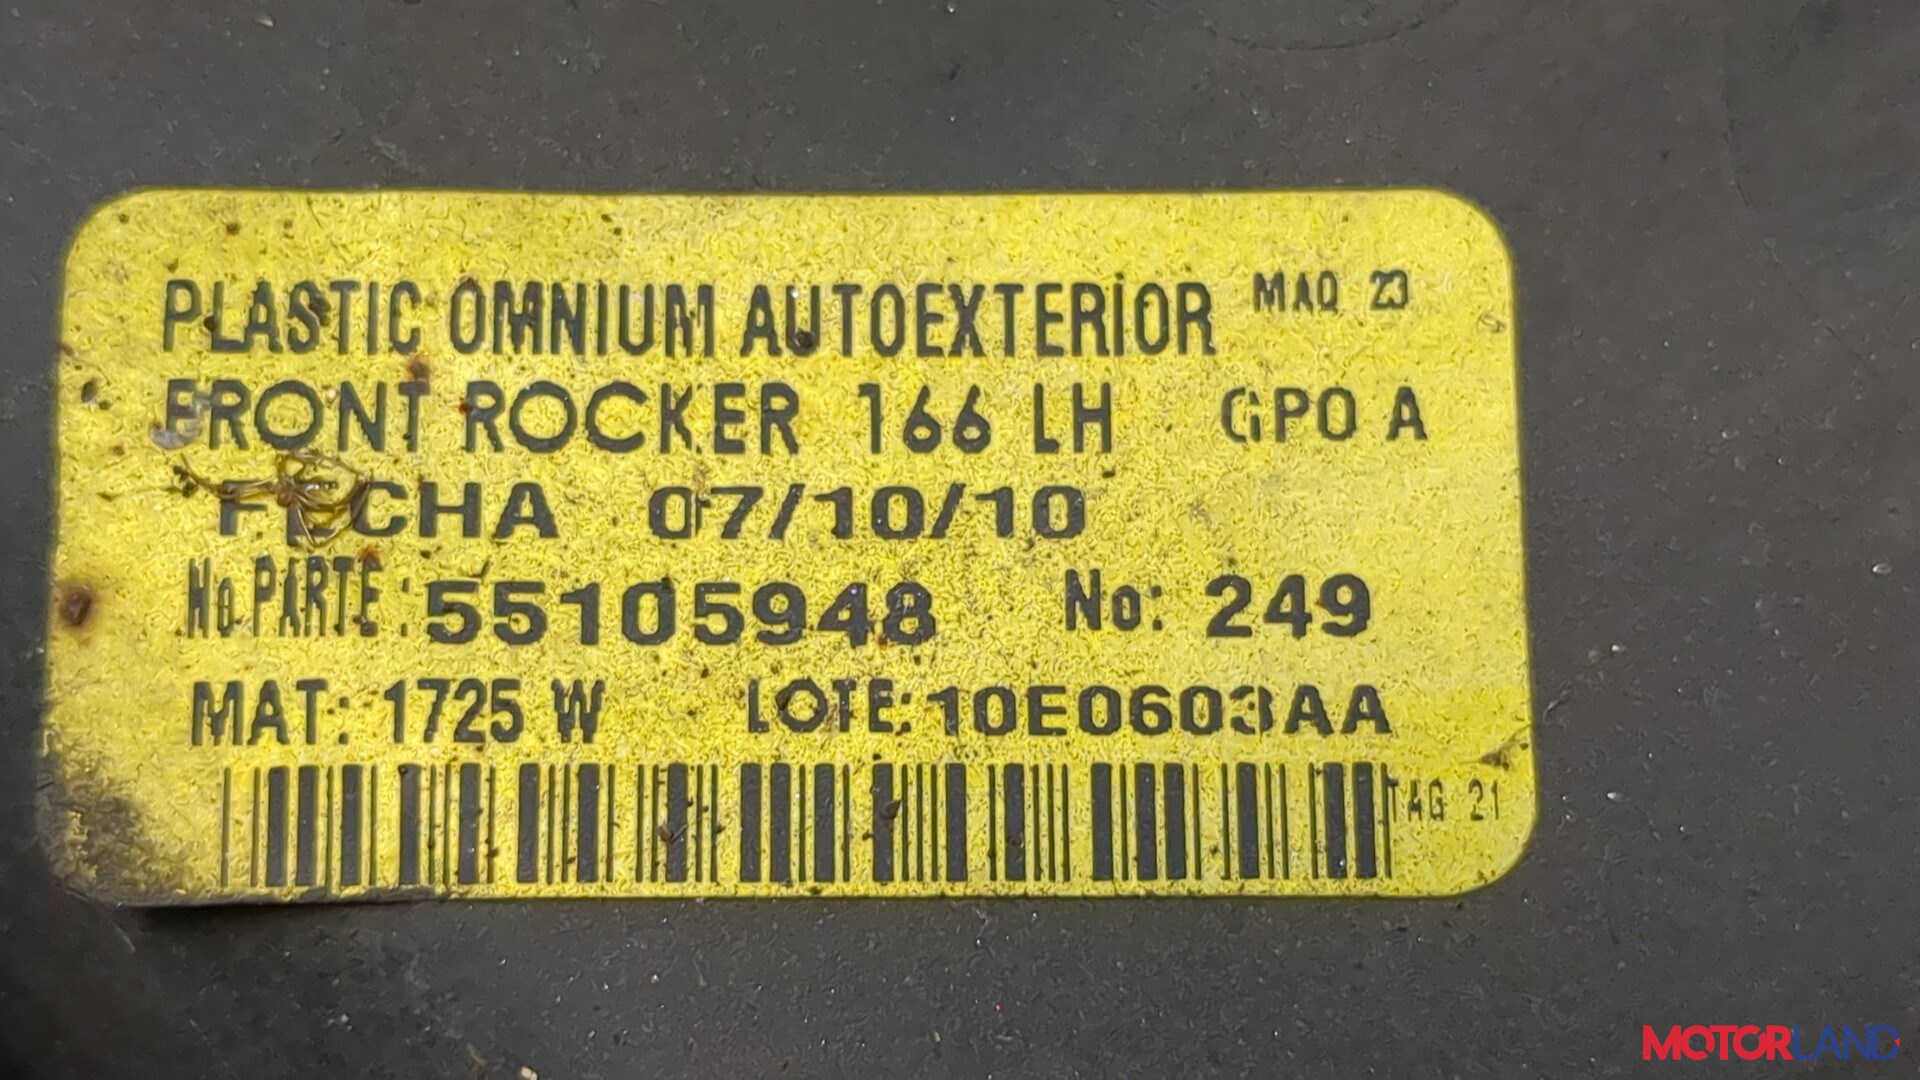 PLASTIC OMNIUM AUTOEXTERIOR MAQ 23
FRONT ROCKER 166 LH GPO A
FECHA 07/10/10
No.PARTE: 55105948 No: 249
MAT: 1725 W LOTE: 10E0603AA
TAG 21
MOTORLAND